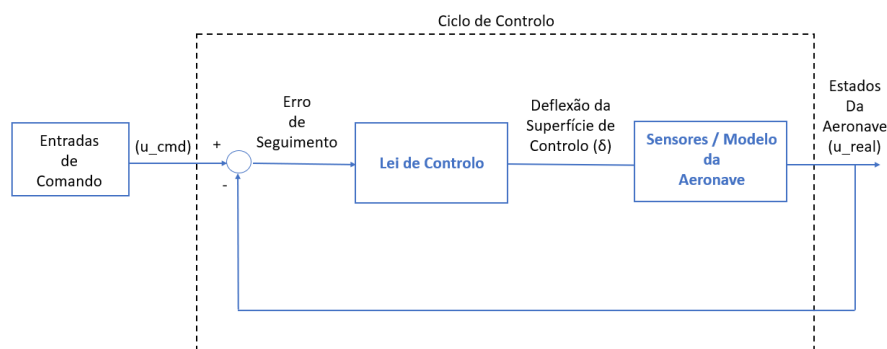 Ciclo de Controlo
Entradas
de
Comando
(u_cmd)
+
-
Erro
de
Seguimento
Lei de Controlo
Deflexão da
Superfície de
Controlo (δ)
Sensores / Modelo
da
Aeronave
Estados
Da
Aeronave
(u_real)